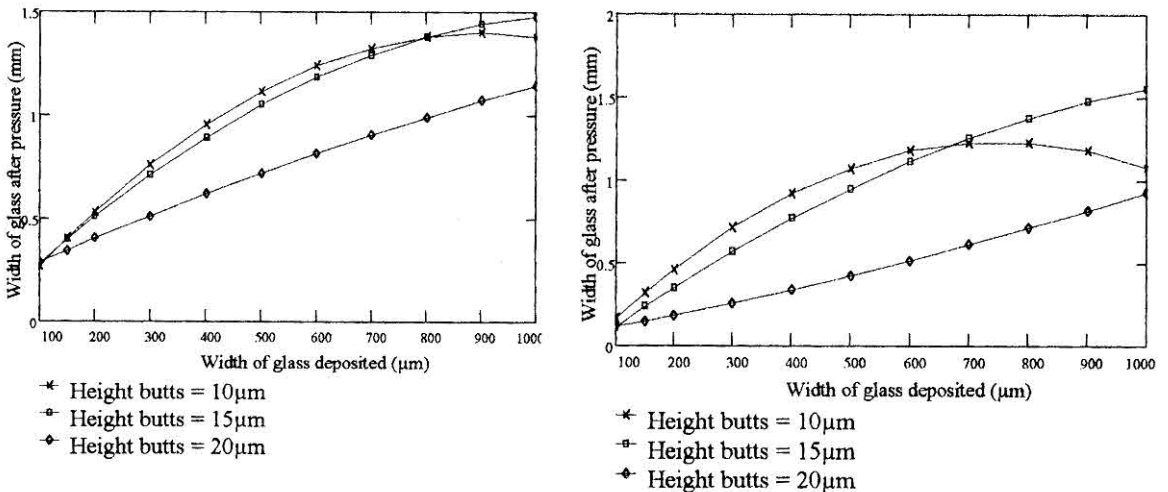 Width of glass after pressure (mm)
1
0.5
0
100 200 300 400 500 600 700 800 900 1000
Width of glass deposited (µm)
Height butts = 10µm
Height butts = 15µm
Height butts = 20µm
Width of glass after pressure (mm)
2
1.5
1
0.5
0
100 200 300 400 500 600 700 800 900 1000
Width of glass deposited (µm)
Height butts = 10µm
Height butts = 15µm
Height butts = 20µm